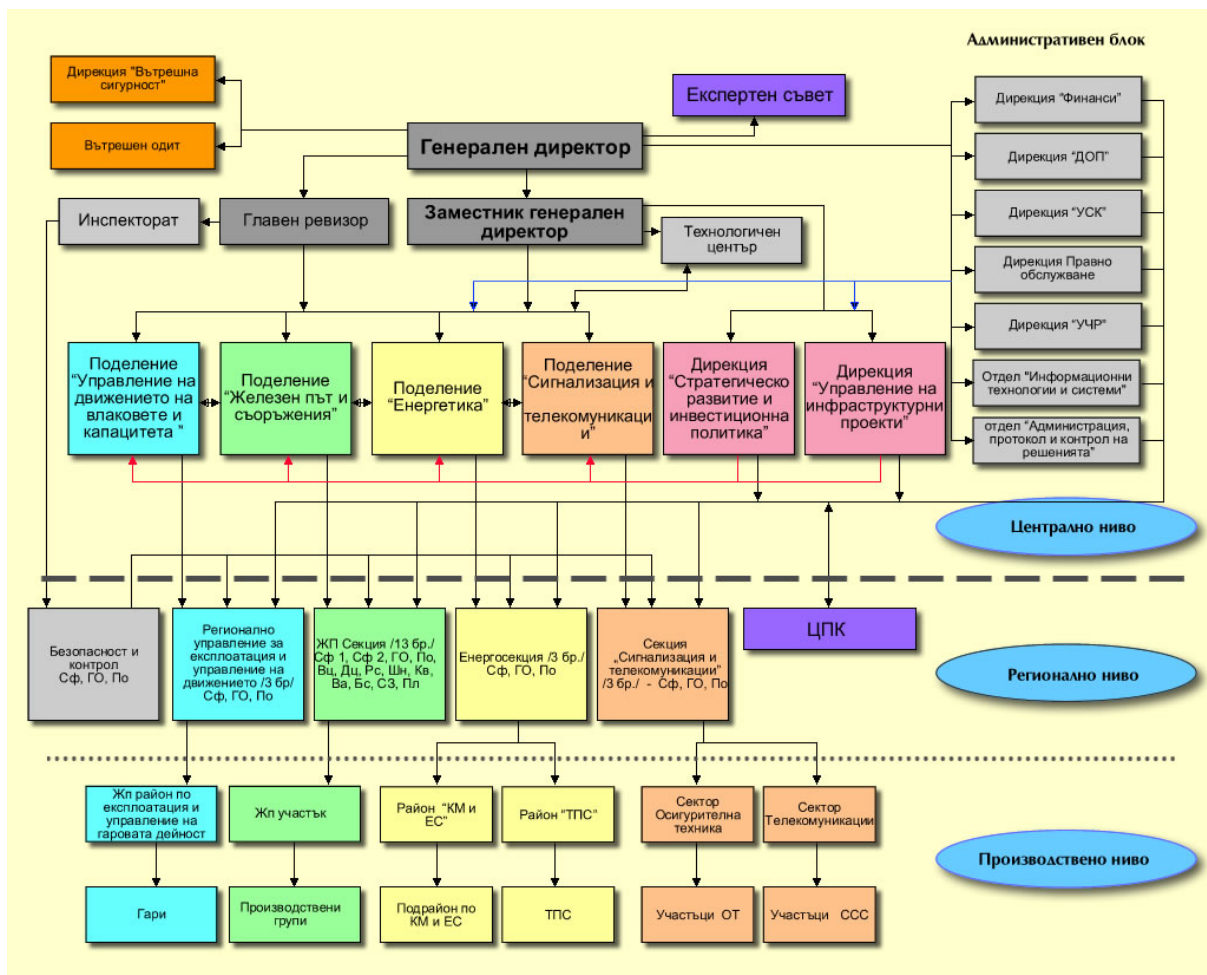 Административен блок
Дирекция "Вътрешна
сигурност"
Експертен съвет
Дирекция “Финанси”
Вътрешен одит
Генерален директор
Дирекция “ДОП”
Инспекторат
Главен ревизор
Заместник генерален
директор
Технологичен
център
Дирекция “УСК”
Дирекция Правно
обслужване
Дирекция “УЧР”
Поделение
“Управление на
движението на
влаковете и
капацитета ”
Поделение
“Железен път и
съоръжения”
Поделение
“Енергетика”
Поделение
“Сигнализация и
телекомуникаци
и”
Дирекция
“Стратегическо
развитие и
инвестиционна
политика”
Дирекция
“Управление на
инфраструктурни
проекти”
Отдел "Информационни
технологии и системи"
отдел “Администрация,
протокол и контрол на
решенията”
Централно ниво
Безопасност и
контрол
Сф, ГО, По
Регионално
управление за
експлоатация и
управление на
движението /3 бр/
Сф, ГО, По
ЖП Секция /13 бр./
Сф 1, Сф 2, ГО, По,
Вц, Дц, Рс, Шн, Кв,
Ва, Бс, СЗ, Пл
Енергосекция /3 бр./
Сф, ГО, По
Секция
„Сигнализация и
телекомуникации”
/3 бр./ - Сф, ГО, По
ЦПК
Регионално ниво
Жп район по
експлоатация и
управление на
гаровата дейност
Жп участък
Район “КМ и
ЕС”
Район “ТПС”
Сектор
Осигурителна
техника
Сектор
Телекомуникации
Производствено ниво
Гари
Производствени
групи
Подрайон по
КМ и ЕС
ТПС
Участъци ОТ
Участъци ССС